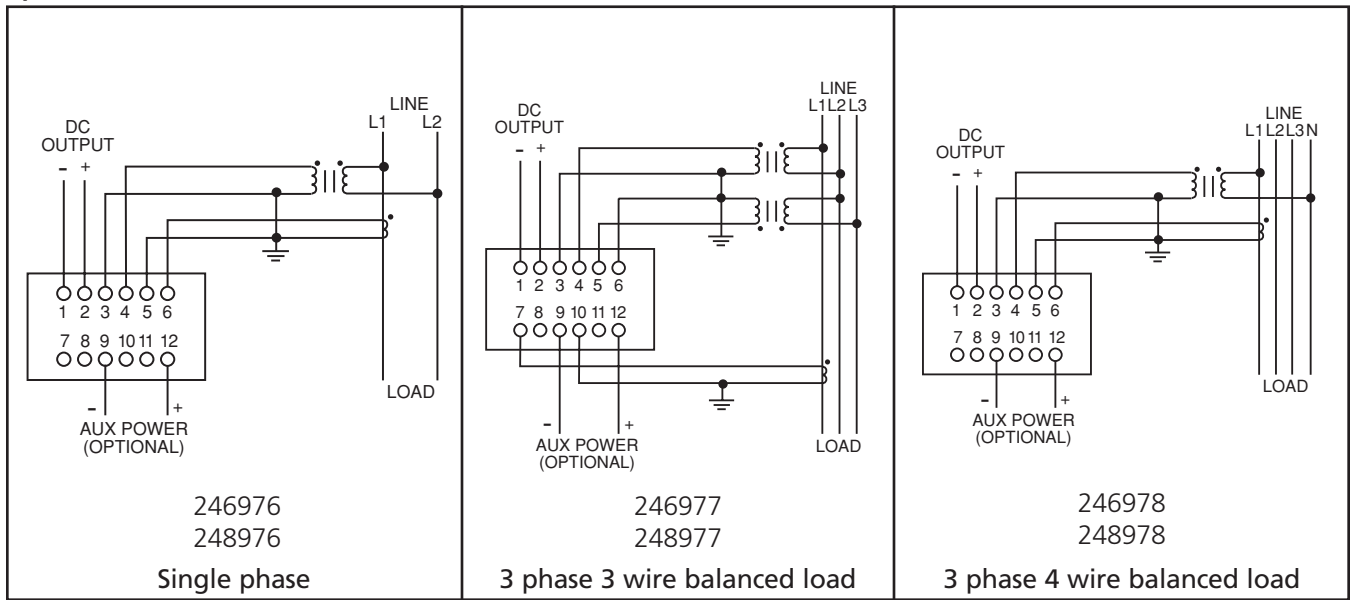 DC
OUTPUT
- +
LINE
L1 L2
1 2 3 4 5 6
7 8 9 10 11 12
LOAD
- +
AUX POWER
(OPTIONAL)
246976
248976
Single phase
DC
OUTPUT
- +
LINE
L1 L2 L3
1 2 3 4 5 6
7 8 9 10 11 12
- +
AUX POWER
(OPTIONAL)
LOAD
246977
248977
3 phase 3 wire balanced load
DC
OUTPUT
- +
LINE
L1 L2 L3 N
1 2 3 4 5 6
7 8 9 10 11 12
LOAD
- +
AUX POWER
(OPTIONAL)
246978
248978
3 phase 4 wire balanced load